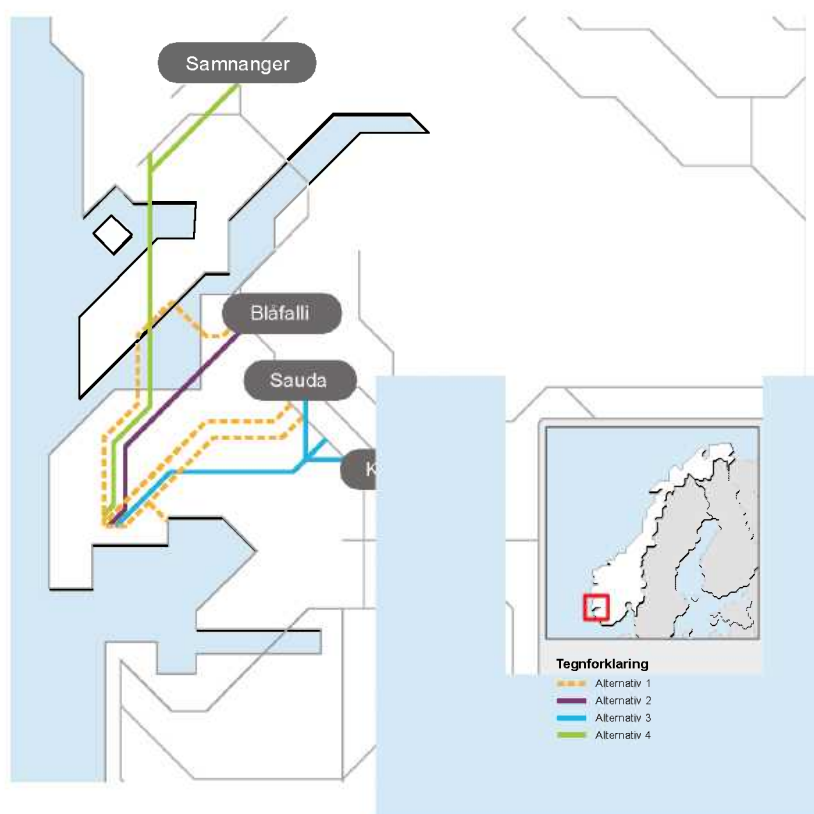 Samnanger
Blåfalli
Sauda
K
Tegnforklaring
Alternativ 1
Alternativ 2
Alternativ 3
Alternativ 4